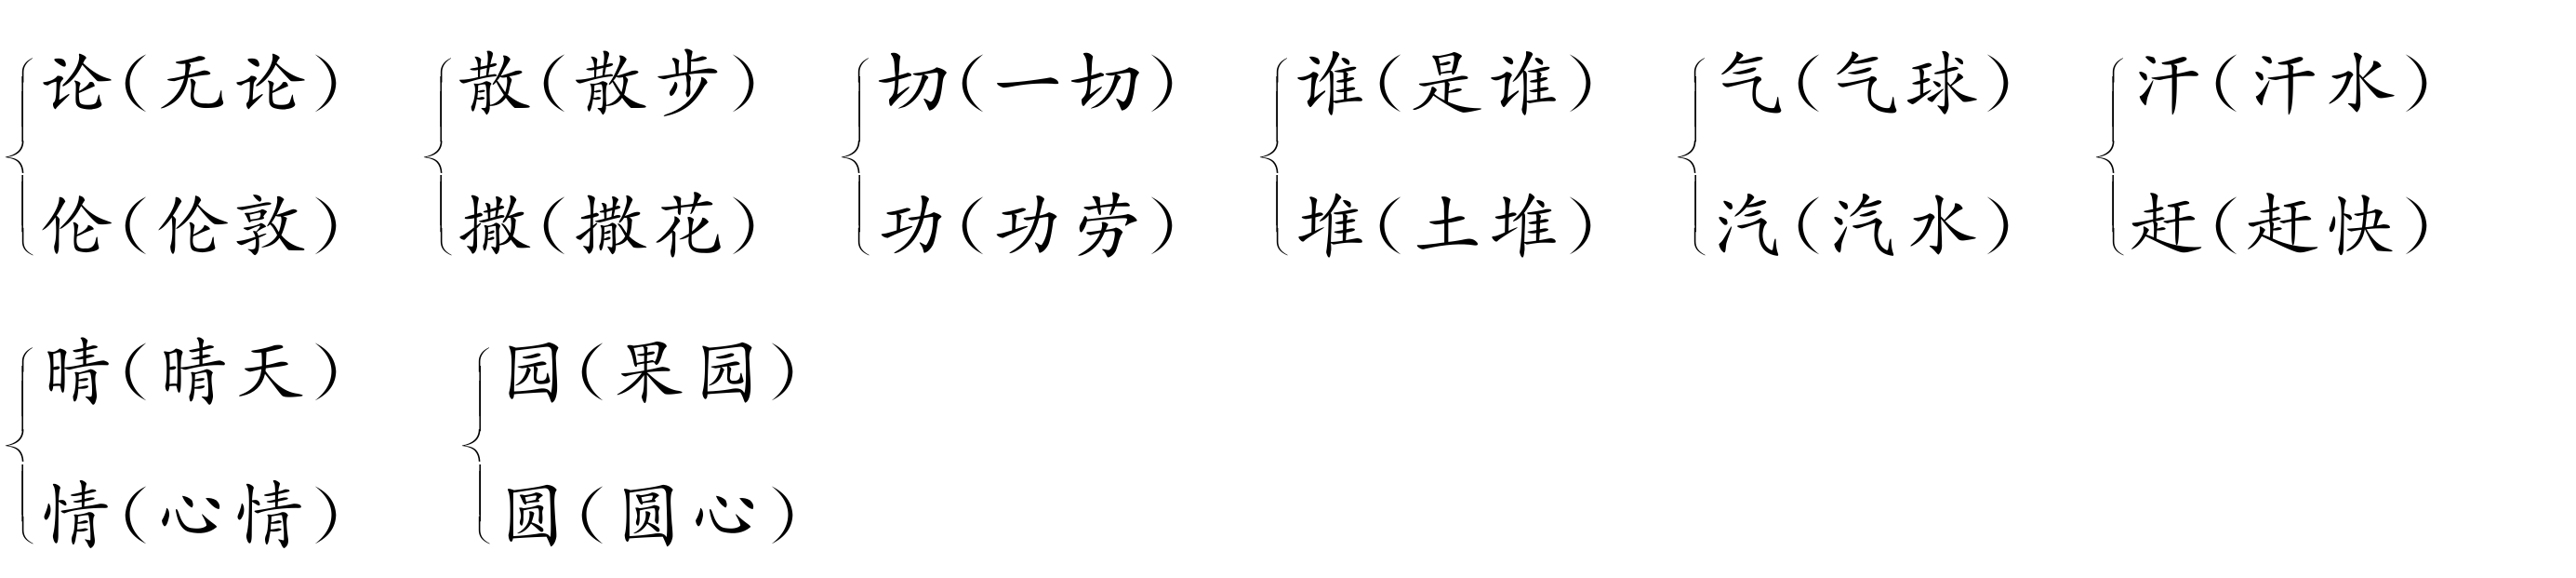 论(无论) 散(散步) 切(一切) 谁(是谁) 气(气球) 汗(汗水)
伦(伦敦) 撒(撒花) 功(功劳) 堆(土堆) 汽(汽水) 赶(赶快)
晴(晴天) 园(果园)
情(心情) 圆(圆心)